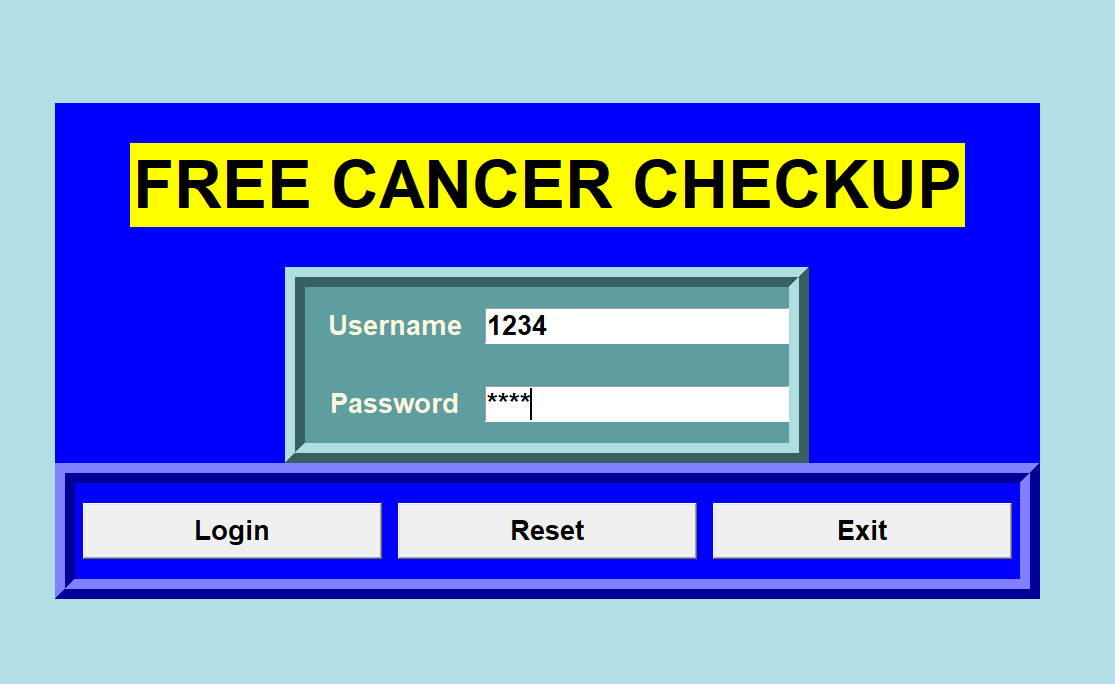 FREE CANCER CHECKUP
Username 1234
Password ****
Login Reset Exit